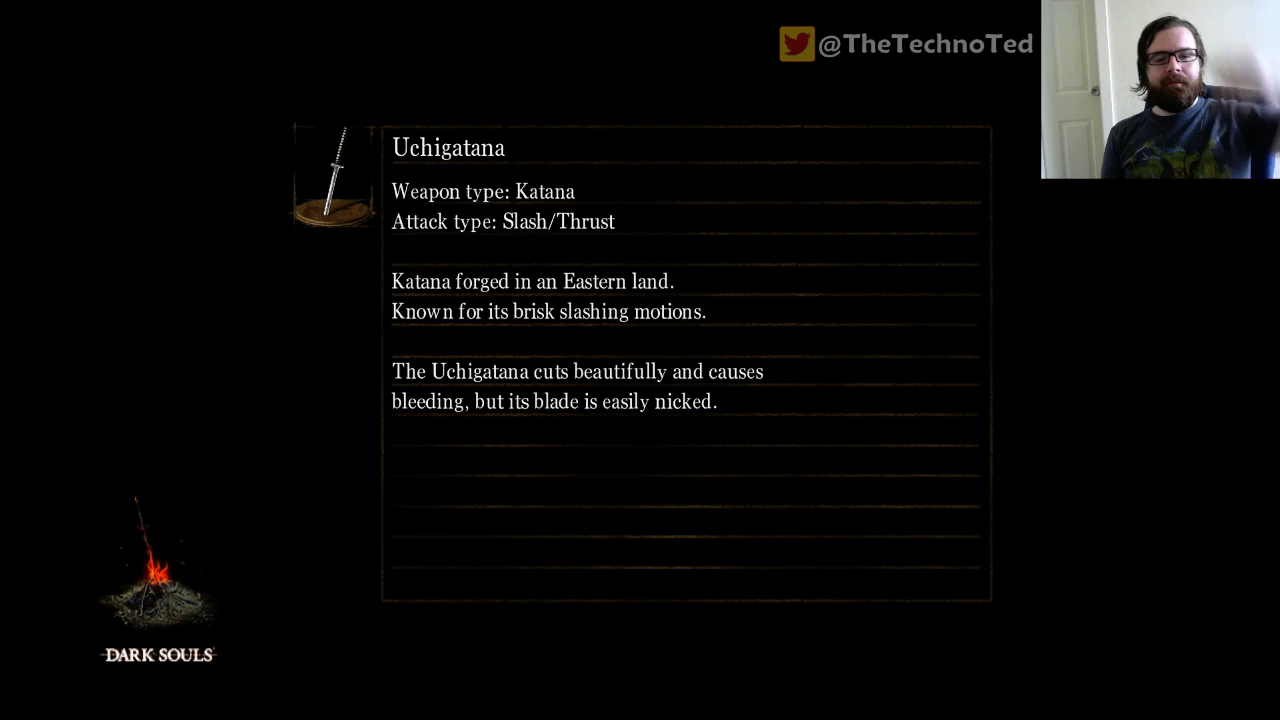 @TheTechnoTed
Uchigatana
Weapon type: Katana
Attack type: Slash/Thrust
Katana forged in an Eastern land.
Known for its brisk slashing motions.
The Uchigatana cuts beautifully and causes
bleeding, but its blade is easily nicked.
DARK SOULS